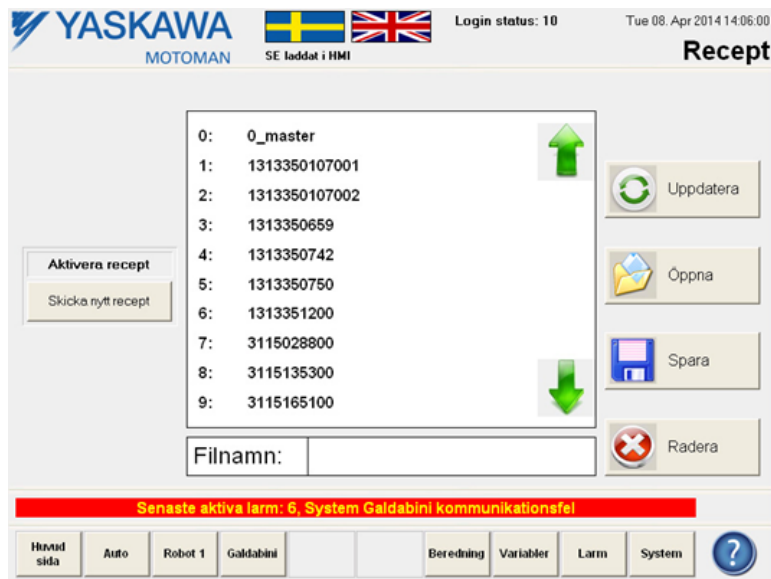 YASKAWA
MOTOMAN
SE laddat i HMI
Login status: 10
Tue 08. Apr 2014 14:06:00
Recept
0: 0_master
1: 1313350107001
2: 1313350107002
3: 1313350659
4: 1313350742
5: 1313350750
6: 1313351200
7: 3115028800
8: 3115135300
9: 3115165100
Aktivera recept
Skicka nytt recept
Uppdatera
Öppna
Spara
Radera
Filnamn:
Senaste aktiva larm: 6, System Galdabini kommunikationsfel
Huvud
sida
Auto
Robot 1
Galdabini
Beredning
Variabler
Larm
System
?